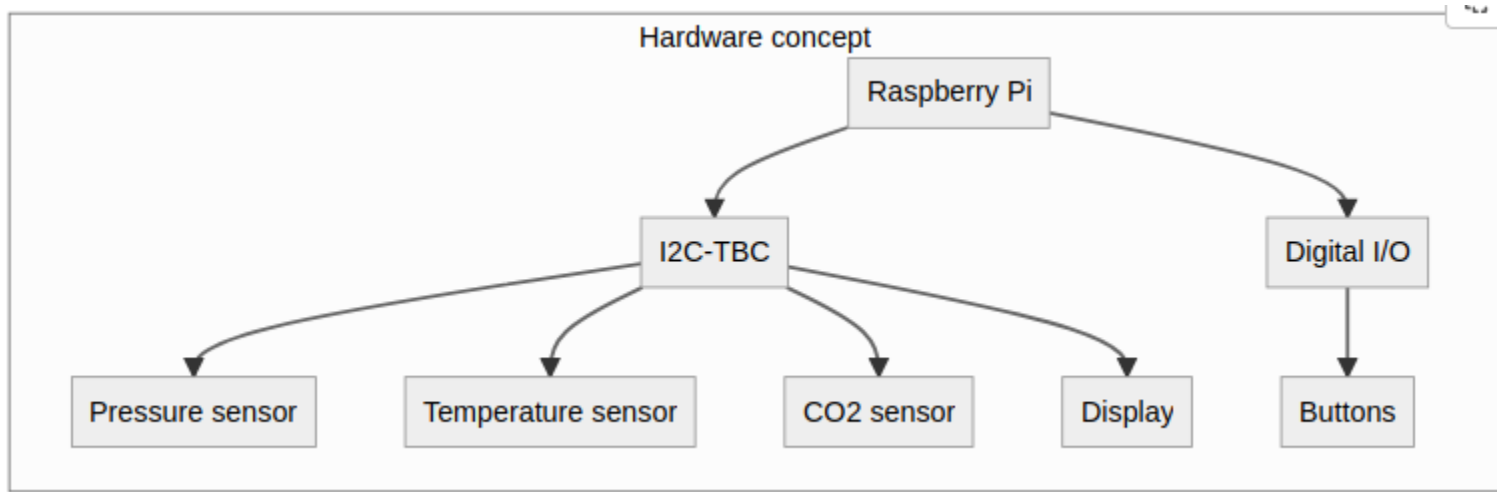 Hardware concept
Raspberry Pi
I2C-TBC
Digital I/O
Pressure sensor
Temperature sensor
CO2 sensor
Display
Buttons